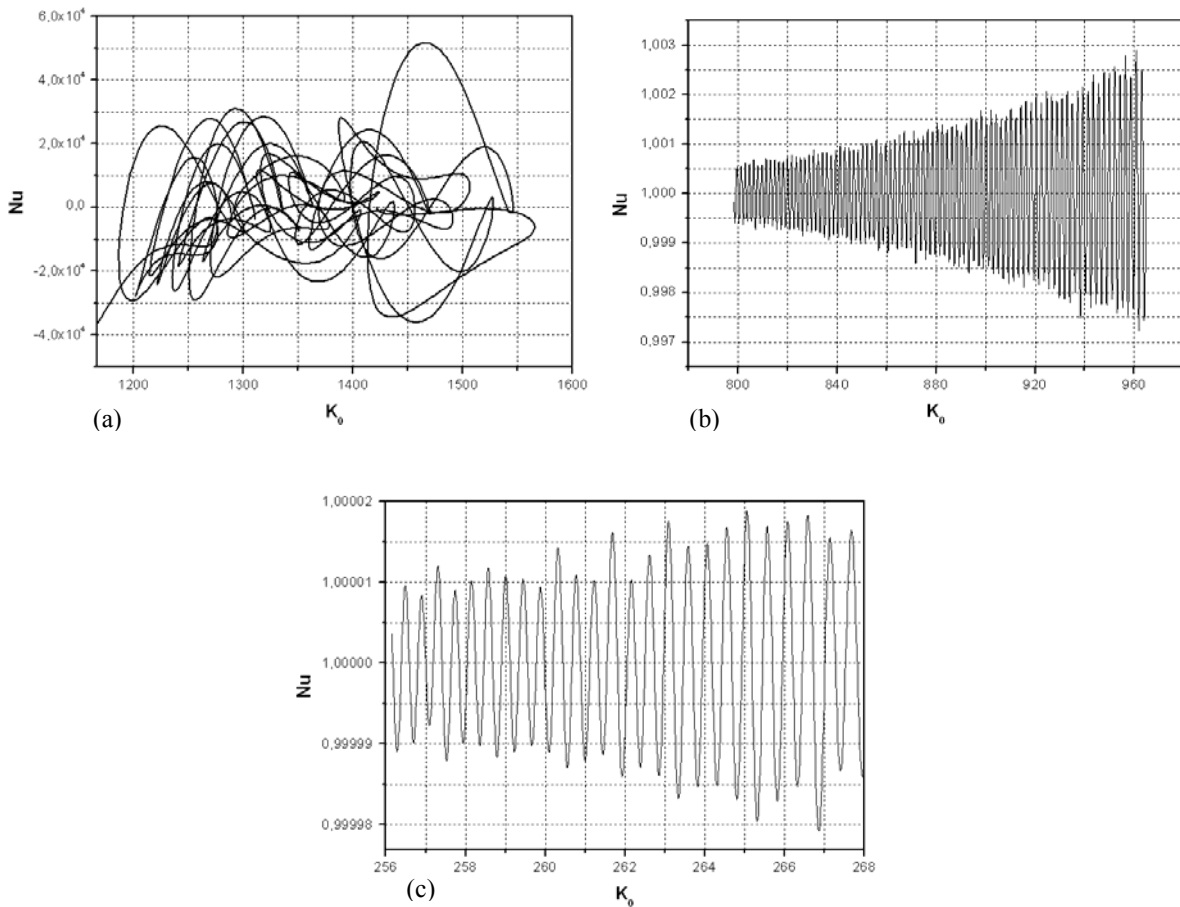 6,0x10⁴
4,0x10⁴
2,0x10⁴
0,0
-2,0x10⁴
-4,0x10⁴
Nu
1200 1300 1400 1500 1600
K₀
(a)
1,003
1,002
1,001
1,000
0,999
0,998
0,997
Nu
800 840 880 920 960
K₀
(b)
1,00002
1,00001
1,00000
0,99999
0,99998
Nu
256 258 260 262 264 266 268
K₀
(c)